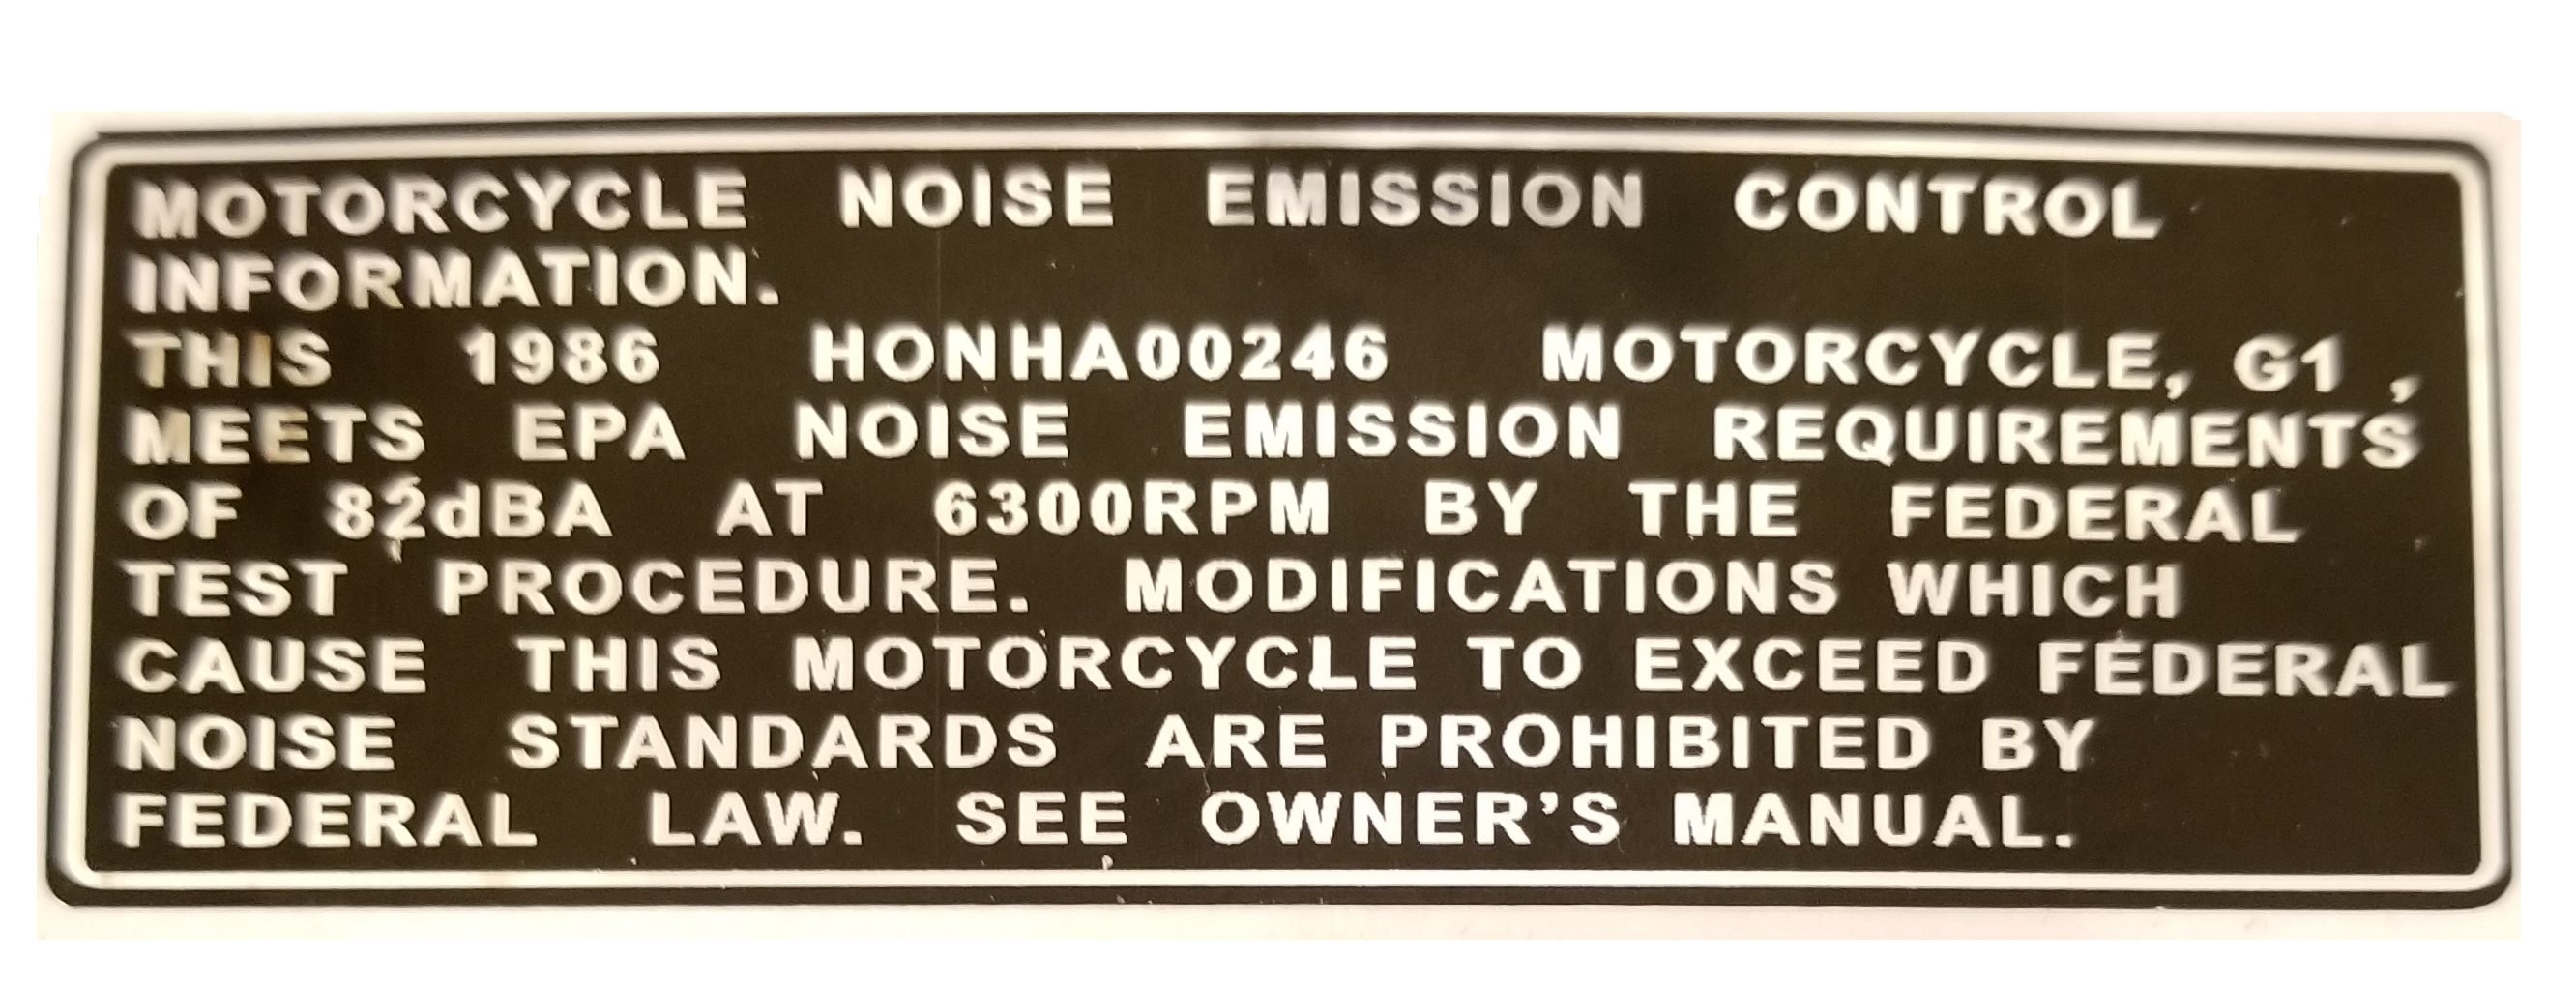 MOTORCYCLE NOISE EMISSION CONTROL
INFORMATION.
THIS 1986 HONHA00246 MOTORCYCLE, G1 ,
MEETS EPA NOISE EMISSION REQUIREMENTS
OF 82dBA AT 6300RPM BY THE FEDERAL
TEST PROCEDURE. MODIFICATIONS WHICH
CAUSE THIS MOTORCYCLE TO EXCEED FEDERAL
NOISE STANDARDS ARE PROHIBITED BY
FEDERAL LAW. SEE OWNER'S MANUAL.